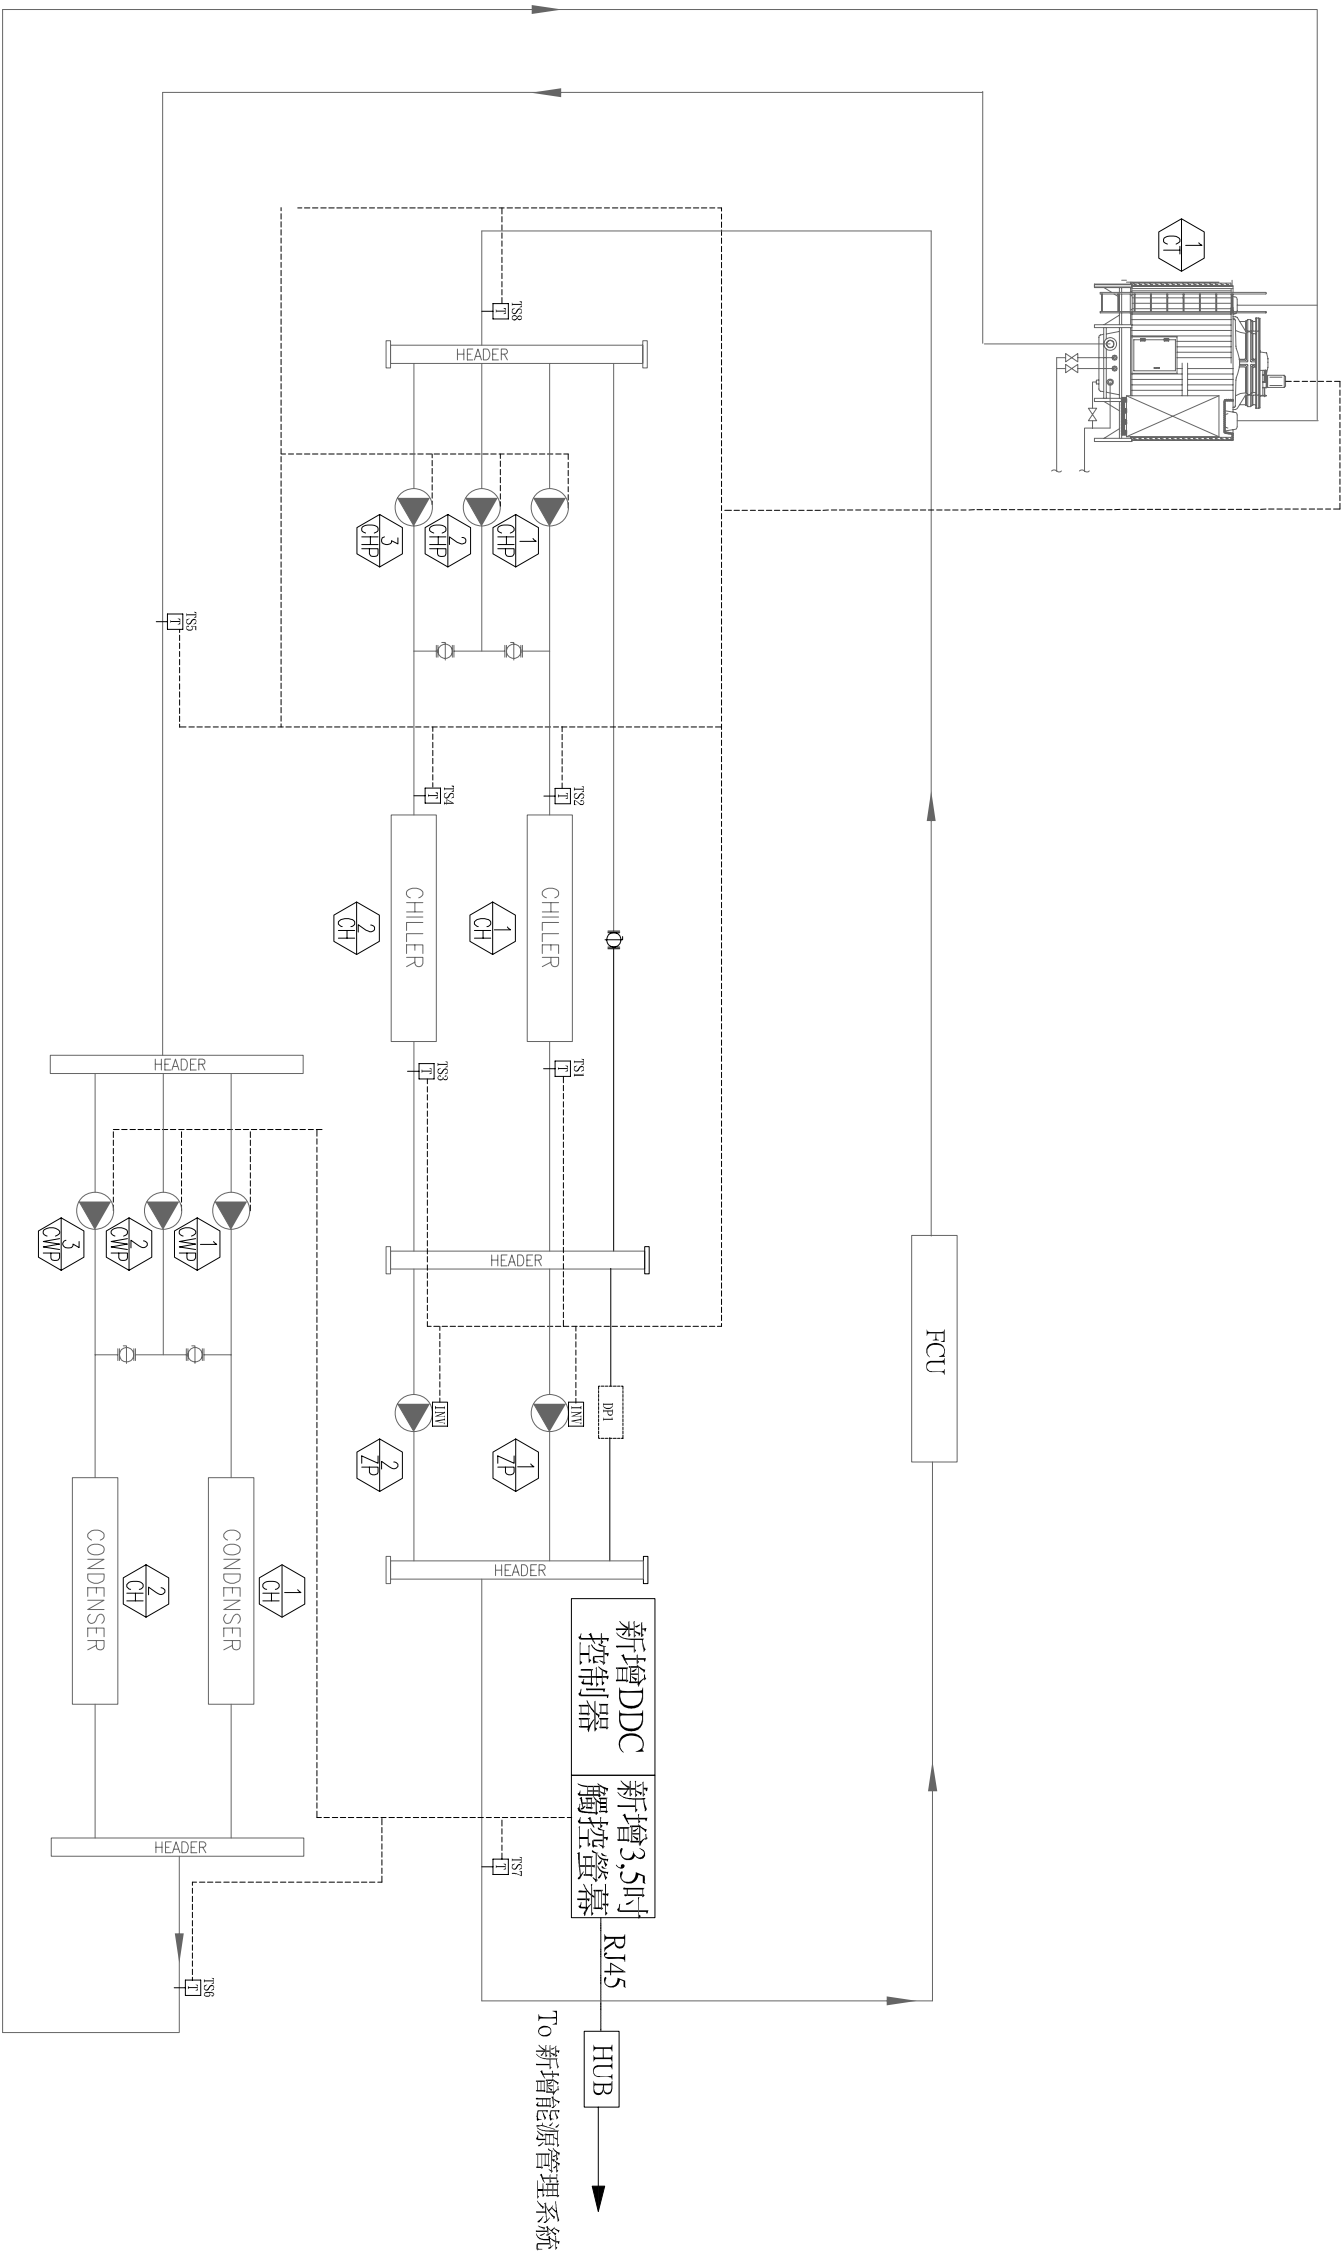 1
CT
TS8
HEADER
3
CHP
2
CHP
1
CHP
TS5
T
TS4
T
TS2
T
T
CHILLER
2
CH
CHILLER
1
CH
TS3
T
TS1
T
HEADER
HEADER
3
CWP
2
CWP
1
CWP
FCU
INV
INV
DP1
2
ZP
1
ZP
HEADER
CONDENSER
2
CH
CONDENSER
1
CH
HEADER
新增DDC
控制器
新增3,5吋
觸控螢幕
TS7
T
TS6
T
RJ45
HUB
To 新增能源管理系統